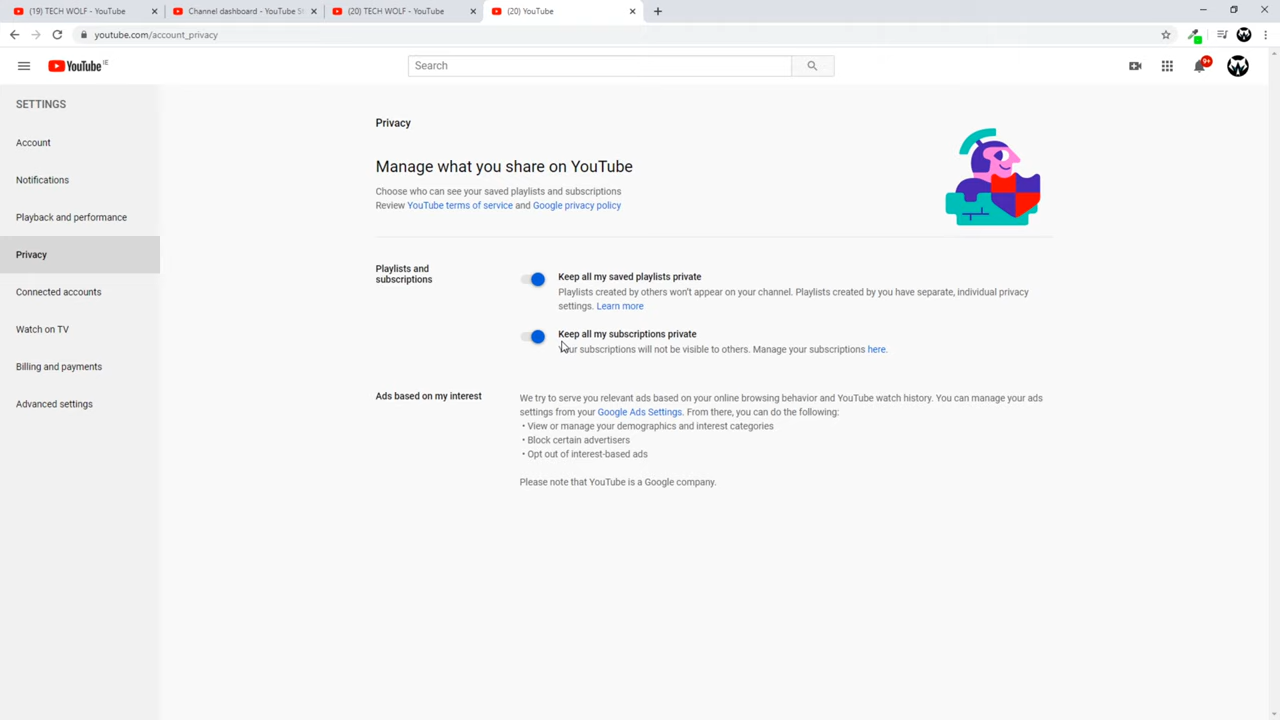 (19) TECH WOLF - YouTube
Channel dashboard - YouTube St
(20) TECH WOLF - YouTube
(20) YouTube
youtube.com/account_privacy
YouTube IE
Search
9+
SETTINGS
Account
Notifications
Playback and performance
Privacy
Connected accounts
Watch on TV
Billing and payments
Advanced settings
Privacy
Manage what you share on YouTube
Choose who can see your saved playlists and subscriptions
Review YouTube terms of service and Google privacy policy
Playlists and
subscriptions
Keep all my saved playlists private
Playlists created by others won't appear on your channel. Playlists created by you have separate, individual privacy
settings. Learn more
Keep all my subscriptions private
Your subscriptions will not be visible to others. Manage your subscriptions here.
Ads based on my interest
We try to serve you relevant ads based on your online browsing behavior and YouTube watch history. You can manage your ads
settings from your Google Ads Settings. From there, you can do the following:
• View or manage your demographics and interest categories
• Block certain advertisers
• Opt out of interest-based ads
Please note that YouTube is a Google company.